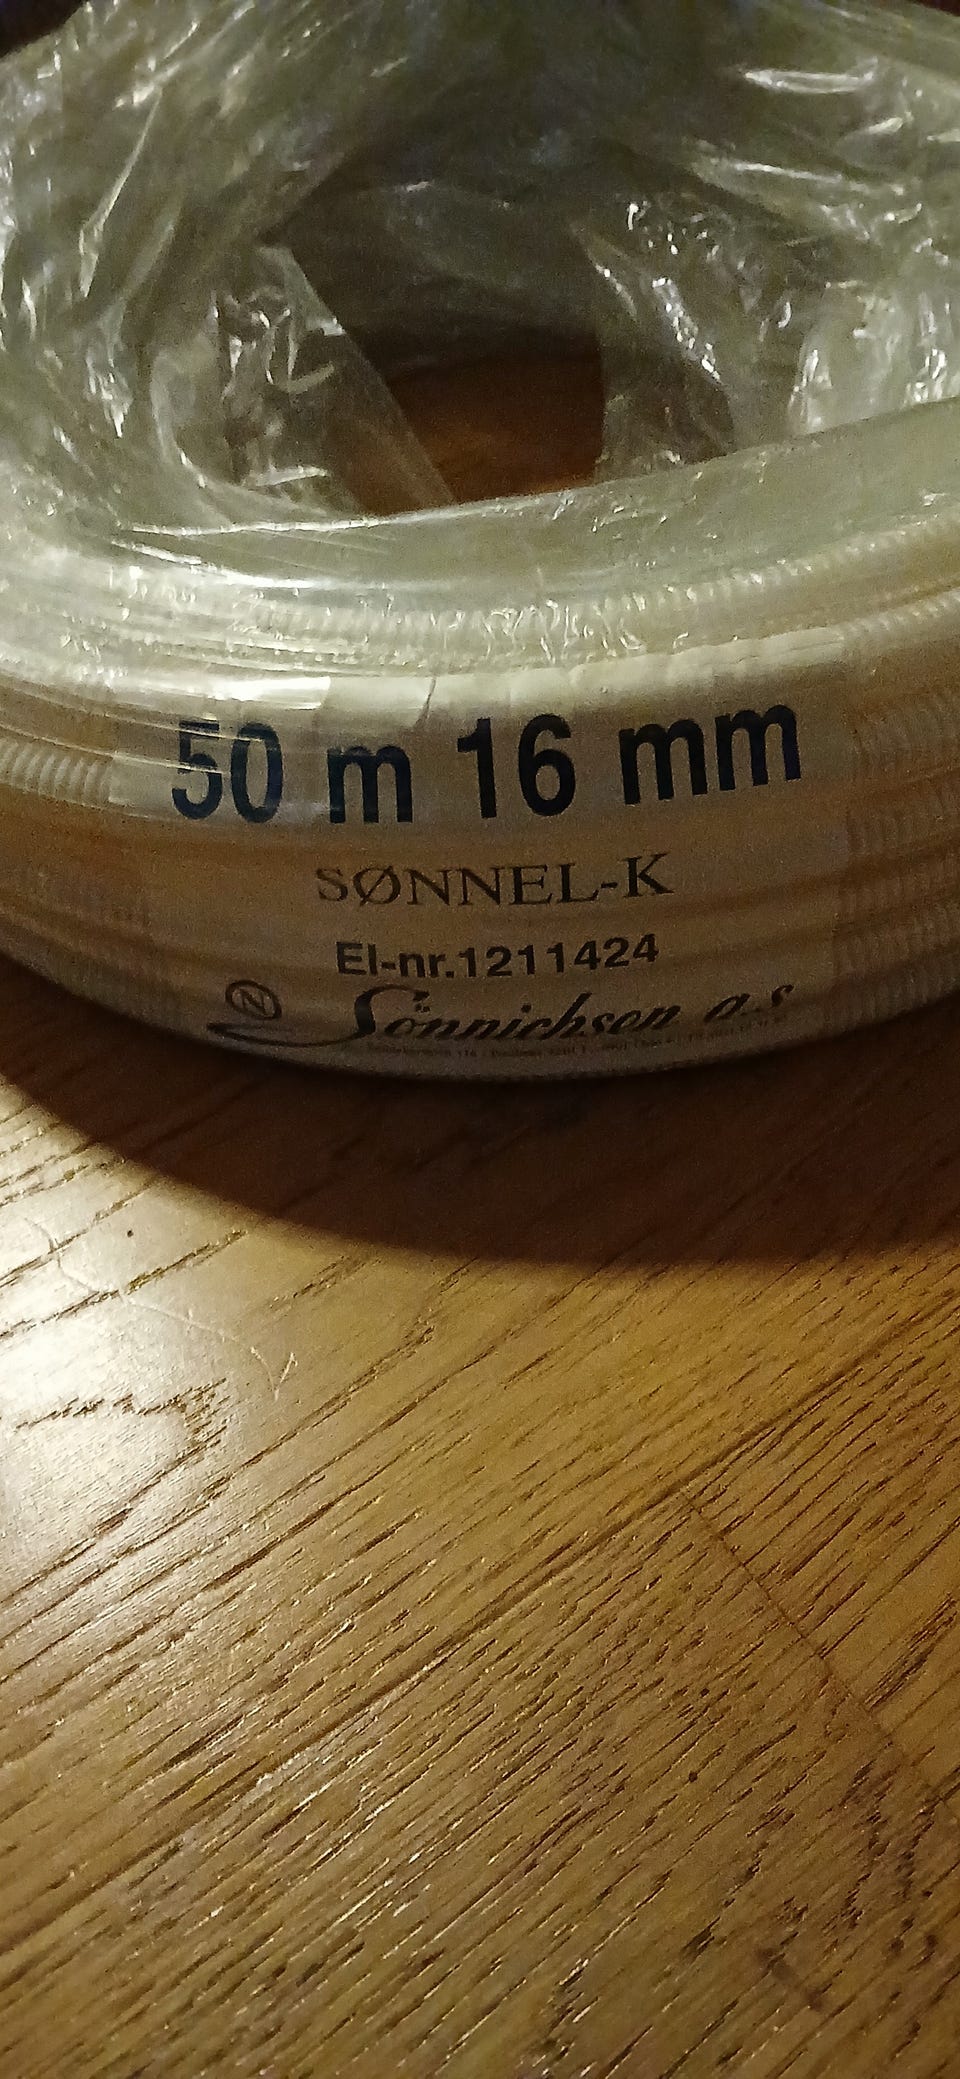 50 m 16 mm
SØNNEL-K
El-nr.1211424
N Sönnichsen a.s